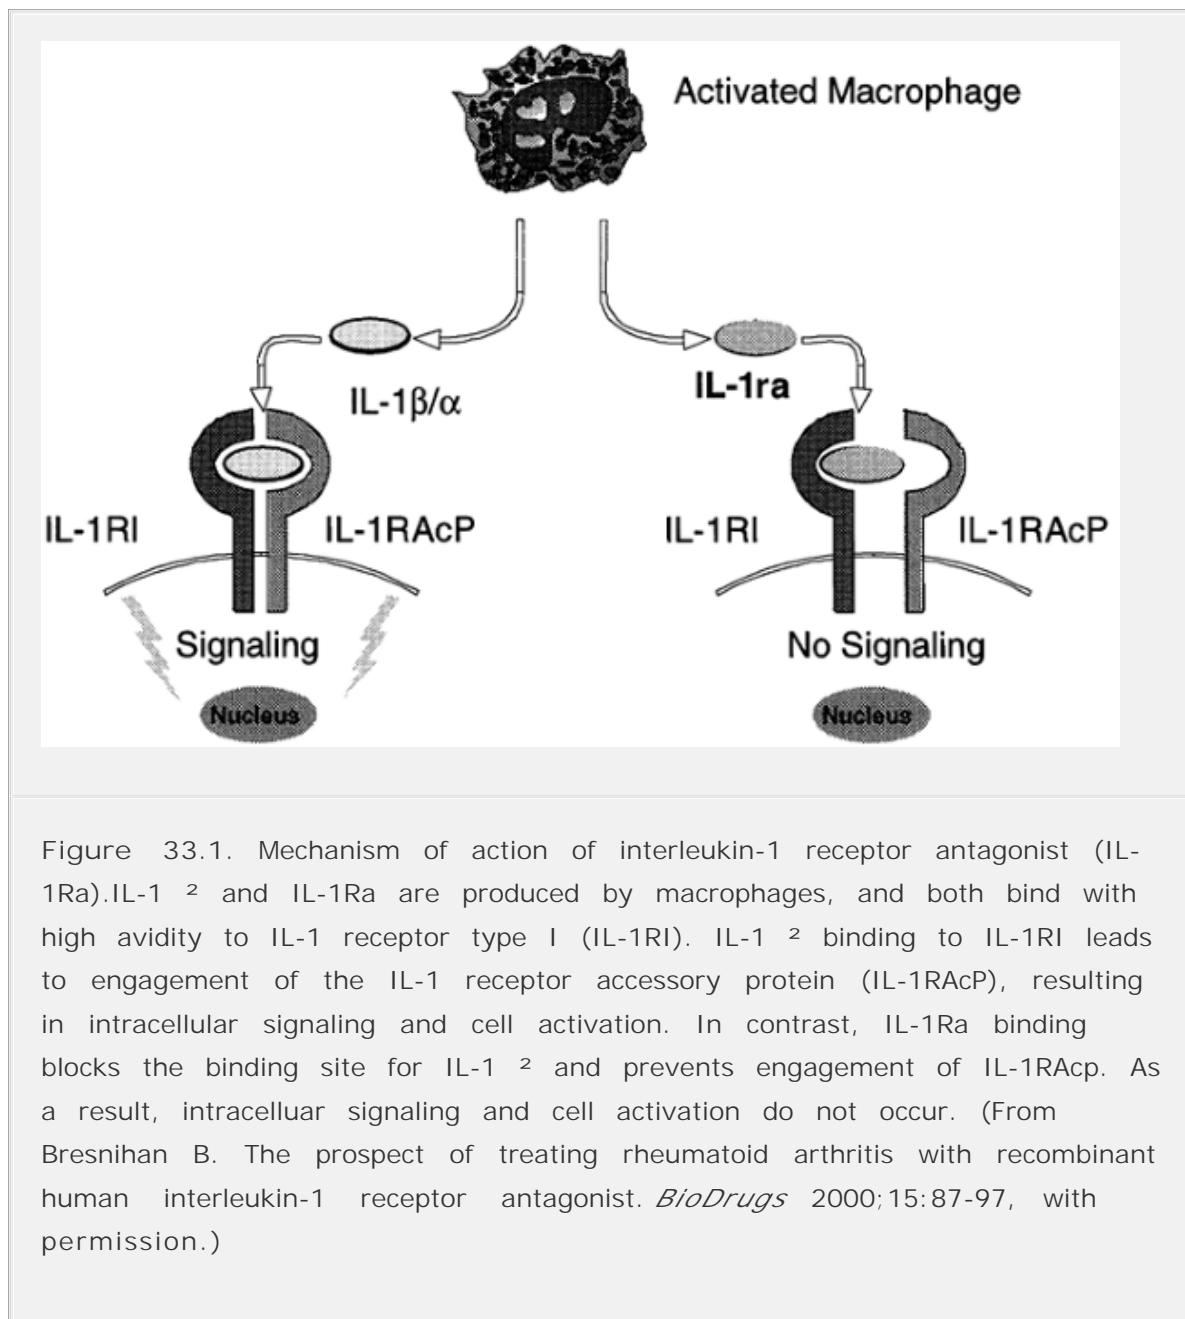 Activated Macrophage
IL-1β/α
IL-1ra
IL-1RI
IL-1RAcP
IL-1RI
IL-1RAcP
Signaling
No Signaling
Nucleus
Nucleus
Figure 33.1. Mechanism of action of interleukin-1 receptor antagonist (IL-
1Ra).IL-1 ² and IL-1Ra are produced by macrophages, and both bind with
high avidity to IL-1 receptor type I (IL-1RI). IL-1 ² binding to IL-1RI leads
to engagement of the IL-1 receptor accessory protein (IL-1RAcP), resulting
in intracellular signaling and cell activation. In contrast, IL-1Ra binding
blocks the binding site for IL-1 ² and prevents engagement of IL-1RAcp. As
a result, intracelluar signaling and cell activation do not occur. (From
Bresnihan B. The prospect of treating rheumatoid arthritis with recombinant
human interleukin-1 receptor antagonist. BioDrugs 2000;15:87-97, with
permission.)